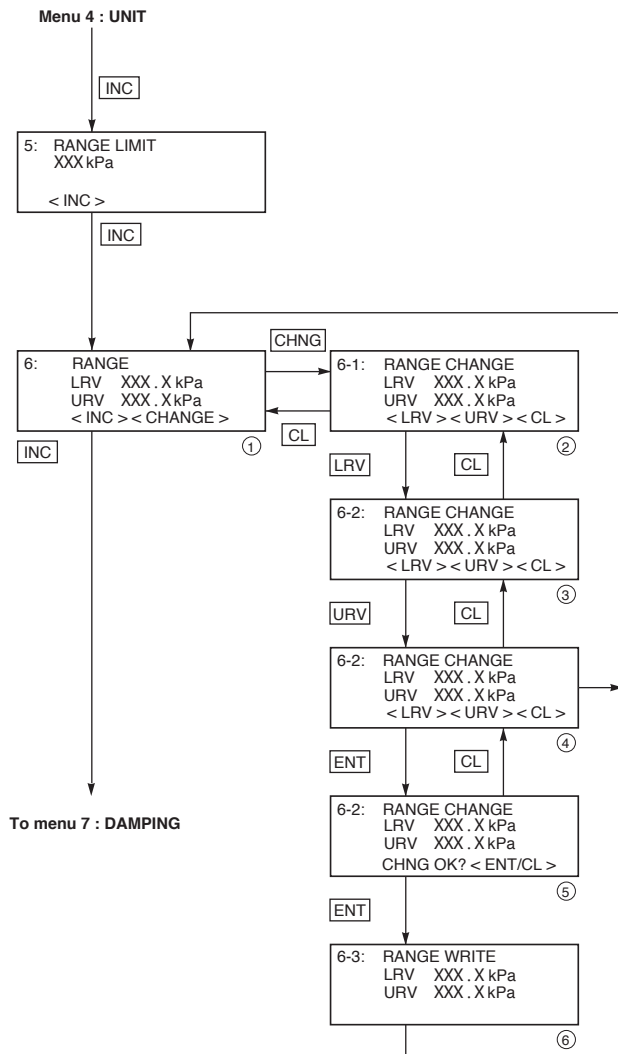 Menu 4 : UNIT
INC
5: RANGE LIMIT
XXX kPa
< INC >
INC
6: RANGE
LRV XXX . X kPa
URV XXX . X kPa
< INC > < CHANGE >
1
CHNG
CL
INC
6-1: RANGE CHANGE
LRV XXX . X kPa
URV XXX . X kPa
< LRV > < URV > < CL >
2
LRV
CL
6-2: RANGE CHANGE
LRV XXX . X kPa
URV XXX . X kPa
< LRV > < URV > < CL >
3
URV
CL
6-2: RANGE CHANGE
LRV XXX . X kPa
URV XXX . X kPa
< LRV > < URV > < CL >
4
ENT
CL
To menu 7 : DAMPING
6-2: RANGE CHANGE
LRV XXX . X kPa
URV XXX . X kPa
CHNG OK? < ENT/CL >
5
ENT
6-3: RANGE WRITE
LRV XXX . X kPa
URV XXX . X kPa
6